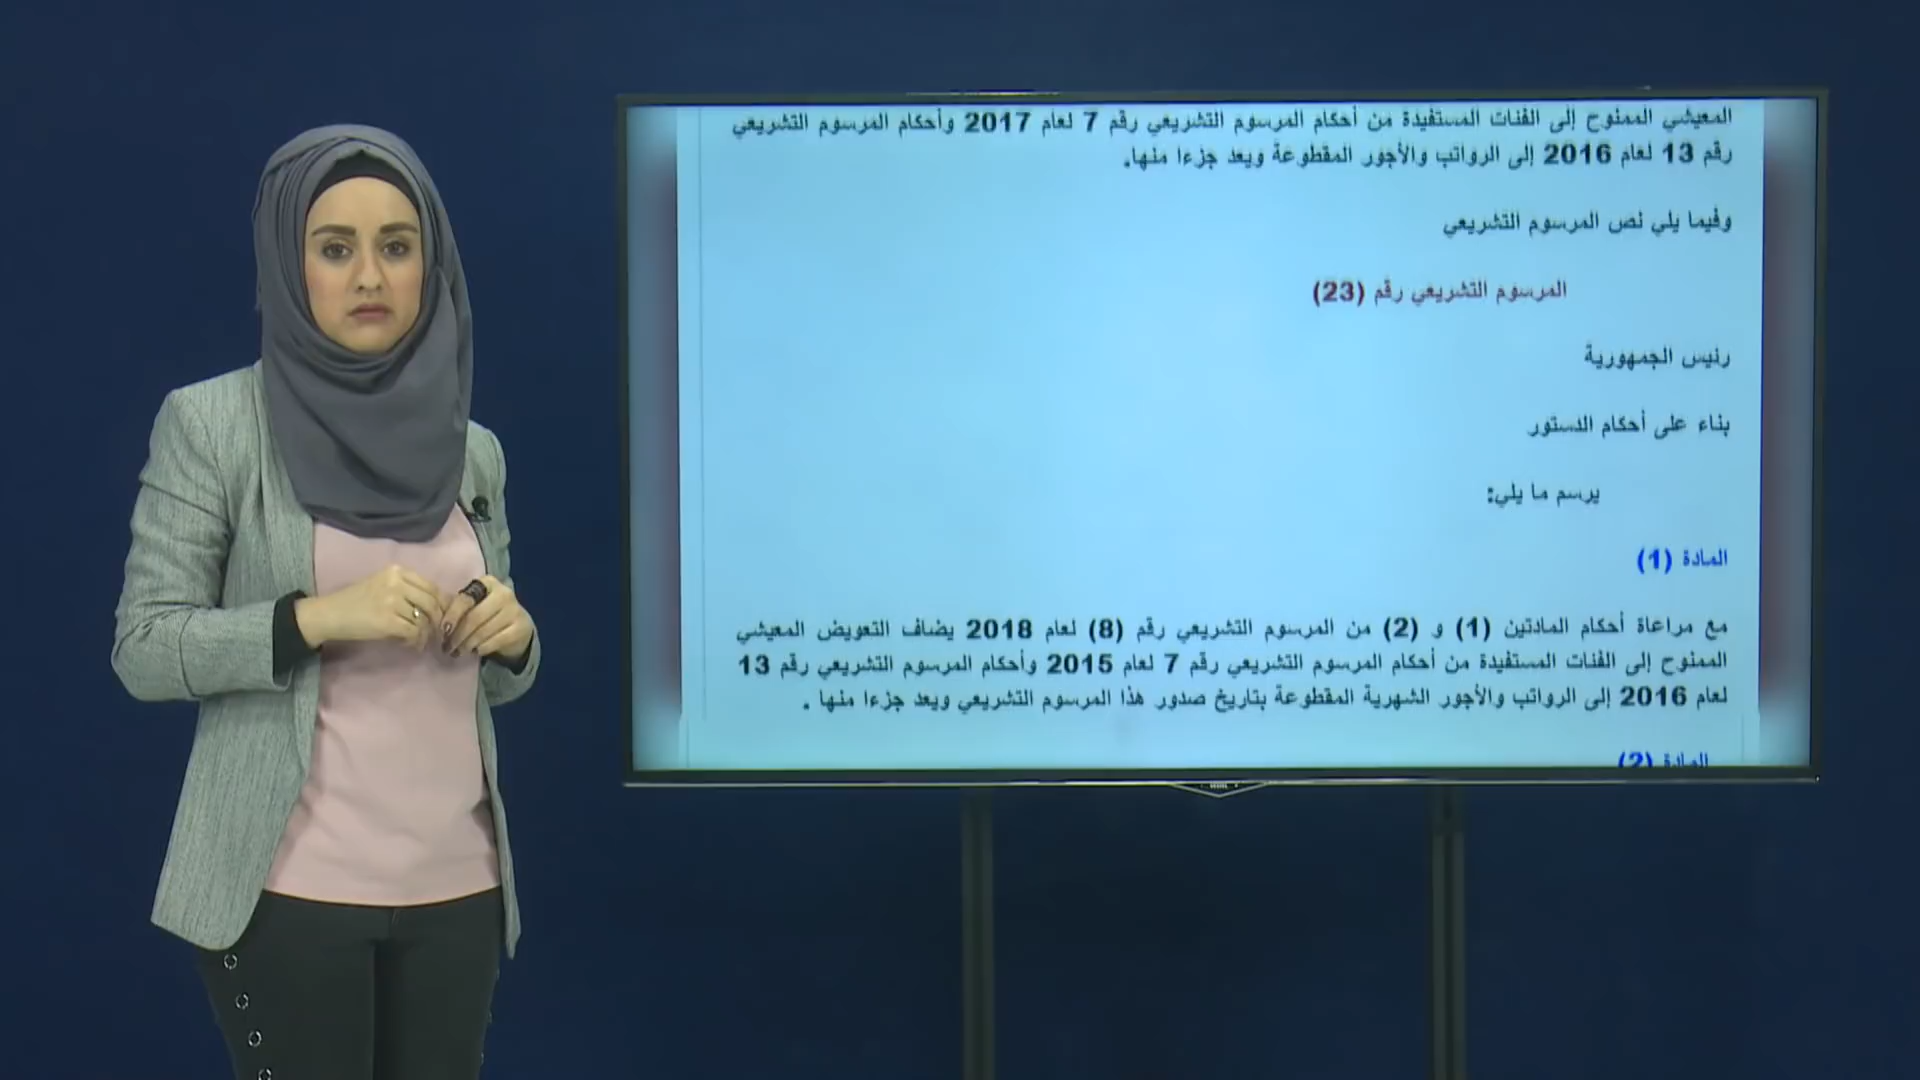 المعيشي الممنوح إلى الفئات المستفيدة من أحكام المرسوم التشريعي رقم 7 لعام 2017 وأحكام المرسوم التشريعي
رقم 13 لعام 2016 إلى الرواتب والأجور المقطوعة ويعد جزءا منها.
وفيما يلي نص المرسوم التشريعي
المرسوم التشريعي رقم (23)
رئيس الجمهورية
بناء على أحكام الدستور
يرسم ما يلي:
المادة (1)
مع مراعاة أحكام المادتين (1) و (2) من المرسوم التشريعي رقم (8) لعام 2018 يضاف التعويض المعيشي
الممنوح إلى الفئات المستفيدة من أحكام المرسوم التشريعي رقم 7 لعام 2015 وأحكام المرسوم التشريعي رقم 13
لعام 2016 إلى الرواتب والأجور الشهرية المقطوعة بتاريخ صدور هذا المرسوم التشريعي ويعد جزءا منها .
المادة (2)